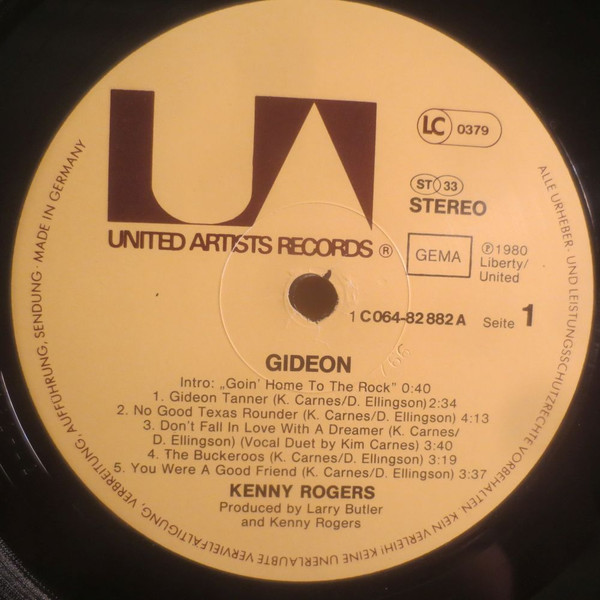 UA
LC 0379
ST 33
STEREO
UNITED ARTISTS RECORDS ®
GEMA
℗1980
Liberty/
United
1C 064-82 882 A Seite 1
GIDEON
Intro: „Goin' Home To The Rock” 0:40
1. Gideon Tanner (K. Carnes/D. Ellingson) 2:34
2. No Good Texas Rounder (K. Carnes/D. Ellingson) 4:13
3. Don't Fall In Love With A Dreamer (K. Carnes/
D. Ellingson) (Vocal Duet by Kim Carnes) 3:40
4. The Buckeroos (K. Carnes/D. Ellingson) 3:19
5. You Were A Good Friend (K. Carnes/D. Ellingson) 3:37
KENNY ROGERS
Produced by Larry Butler
and Kenny Rogers
ALLE URHEBER- UND LEISTUNGSSCHUTZRECHTE VORBEHALTEN. KEIN VERLEIH! KEINE UNERLAUBTE VERVIELFÄLTIGUNG, VERBREITUNG, AUFFÜHRUNG, SENDUNG · MADE IN GERMANY